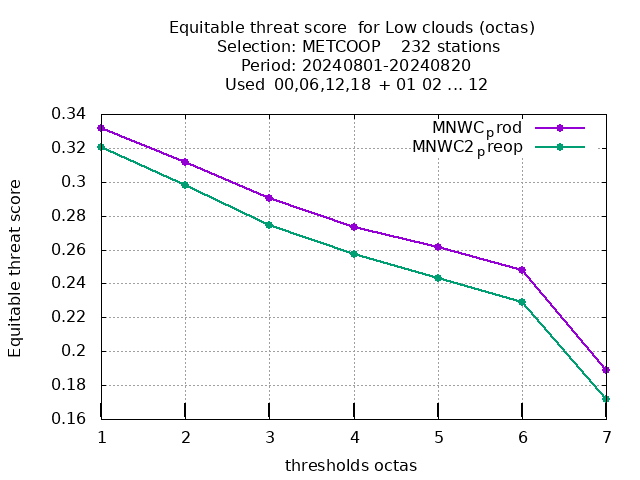 Equitable threat score  for Low clouds (octas)
Selection: METCOOP    232 stations
Period: 20240801-20240820
Used  00,06,12,18  + 01 02 ... 12
MNWC_prod
MNWC2_preop
0.34
0.32
0.3
0.28
0.26
0.24
0.22
0.2
0.18
0.16
Equitable threat score
1 2 3 4 5 6 7
thresholds octas